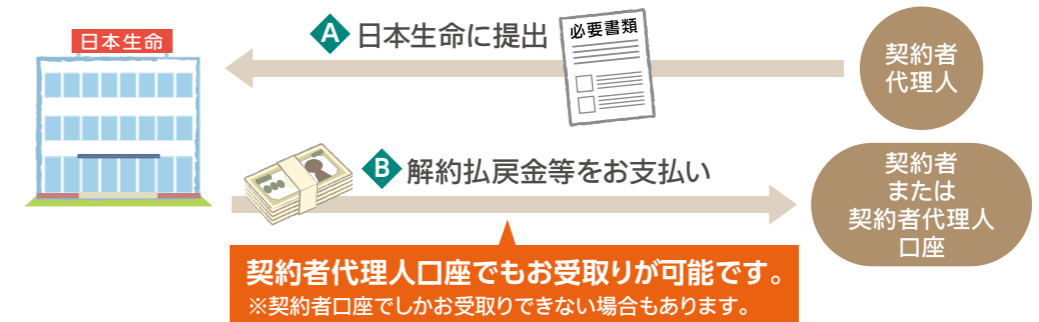 日本生命
A 日本生命に提出
必要書類
契約者
代理人
B 解約払戻金等をお支払い
契約者
または
契約者代理人
口座
契約者代理人口座でもお受取りが可能です。
※契約者口座でしかお受取りできない場合もあります。